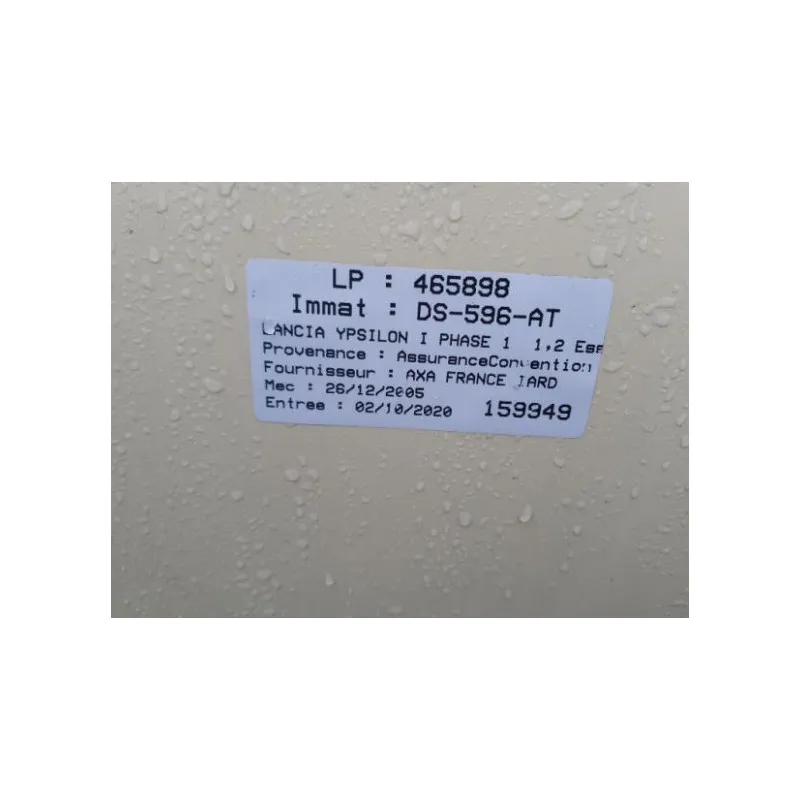 LP : 465898
Immat : DS-596-AT
LANCIA YPSILON I PHASE 1 1,2 Ess
Provenance : AssuranceConvention
Fournisseur : AXA FRANCE IARD
Mec : 26/12/2005
Entree : 02/10/2020 159949